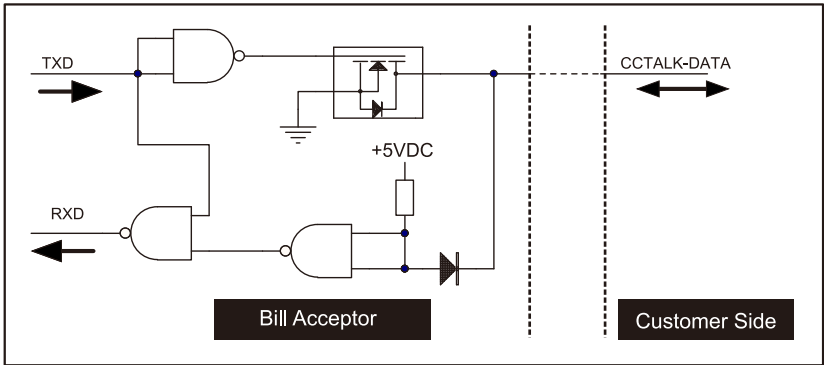 TXD
CCTALK-DATA
+5VDC
RXD
Bill Acceptor
Customer Side